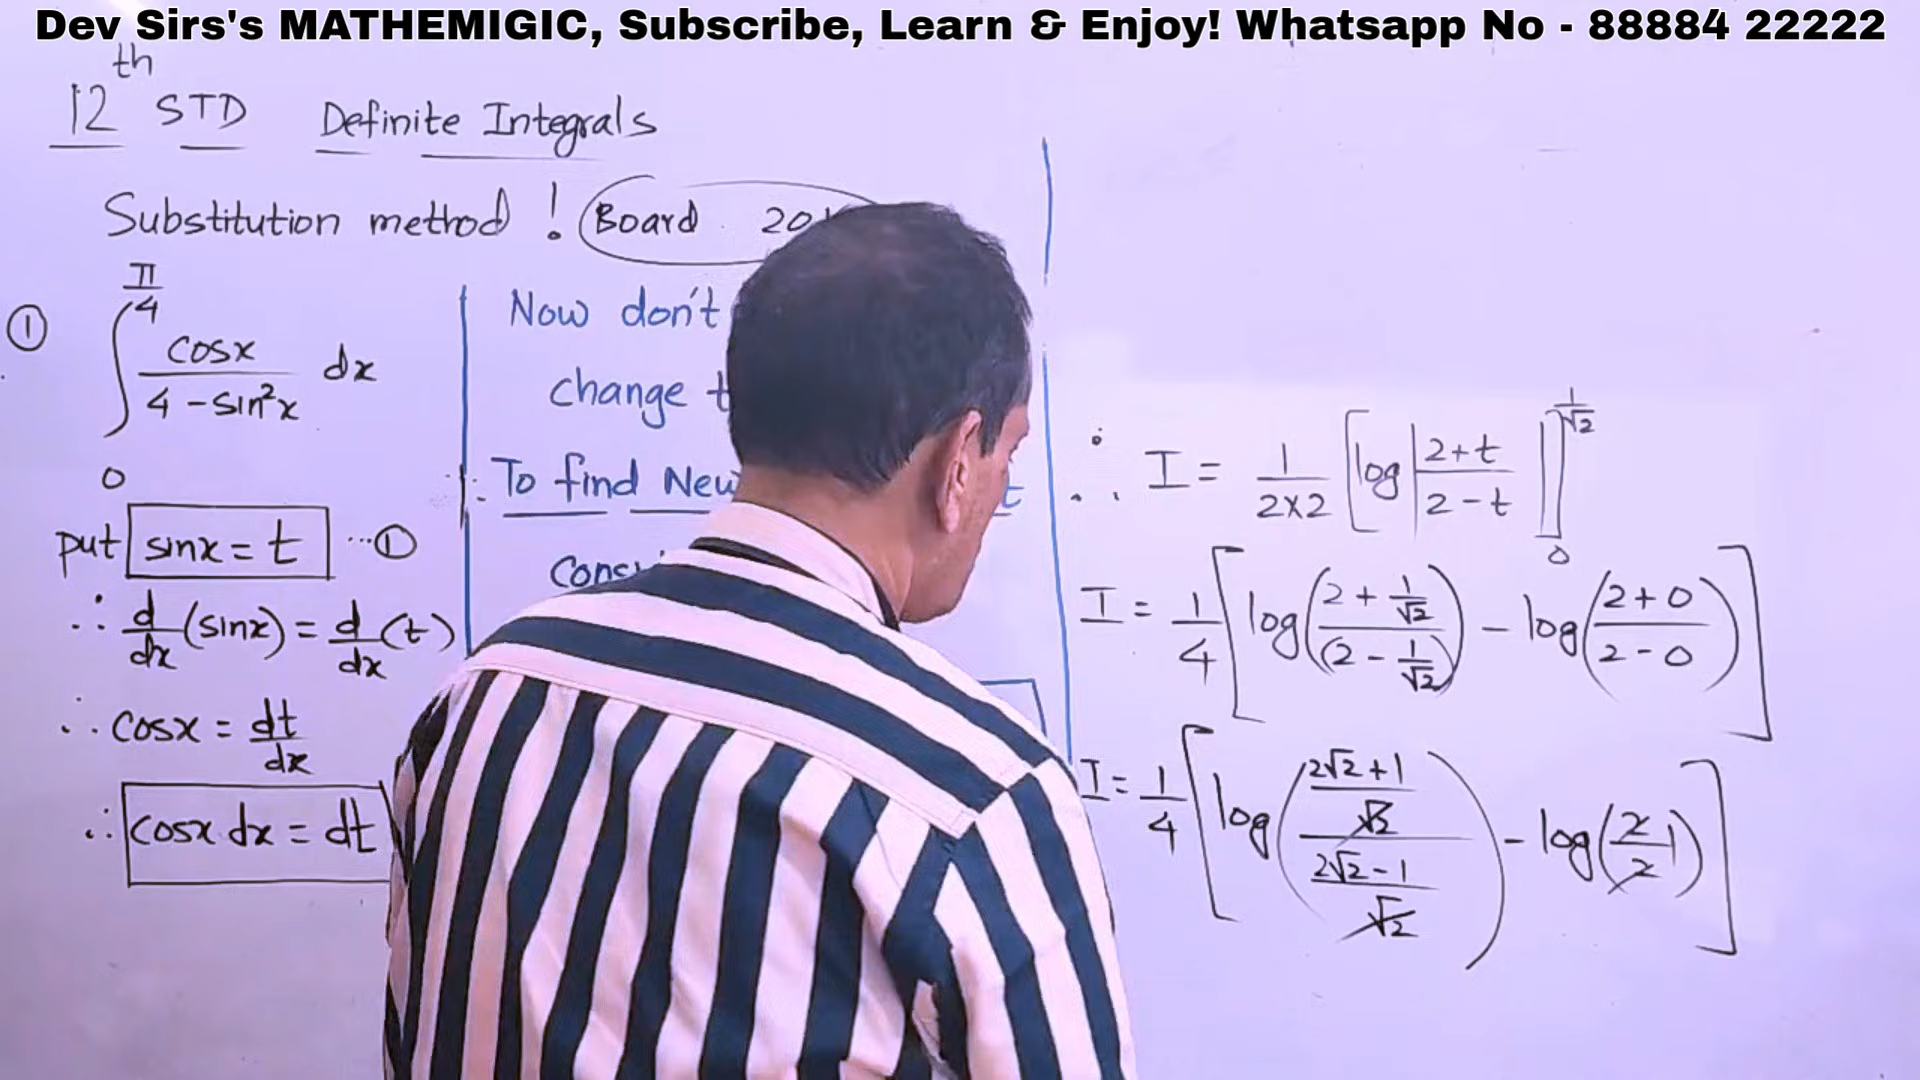 Dev Sirs's MATHEMIGIC, Subscribe, Learn & Enjoy! Whatsapp No - 88884 22222
12th STD Definite Integrals
Substitution method ! Board
① ∫₀^(π/4) cosx / (4 - sin²x) dx
put sinx = t ...①
∴ d/dx (sinx) = d/dx (t)
∴ cosx = dt/dx
∴ cosx dx = dt
Now don't
change
To find New
∴ I = 1/(2×2) [log |(2+t)/(2-t)|]₀^(1/√2)
I = 1/4 [log((2 + 1/√2)/(2 - 1/√2)) - log((2+0)/(2-0))]
I = 1/4 [log(((2√2+1)/√2)/((2√2-1)/√2)) - log(2/2 1)]